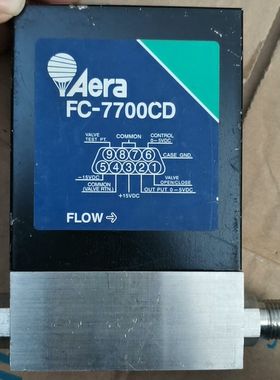 Aera
FC-7700CD
VALVE TEST PT. COMMON CONTROL 0–5VDC
9 8 7 6
CASE GND.
5 4 3 2 1
-15VDC
VALVE OPEN/CLOSE
COMMON (VALVE RTN.)
OUT PUT 0–5VDC
+15VDC
FLOW